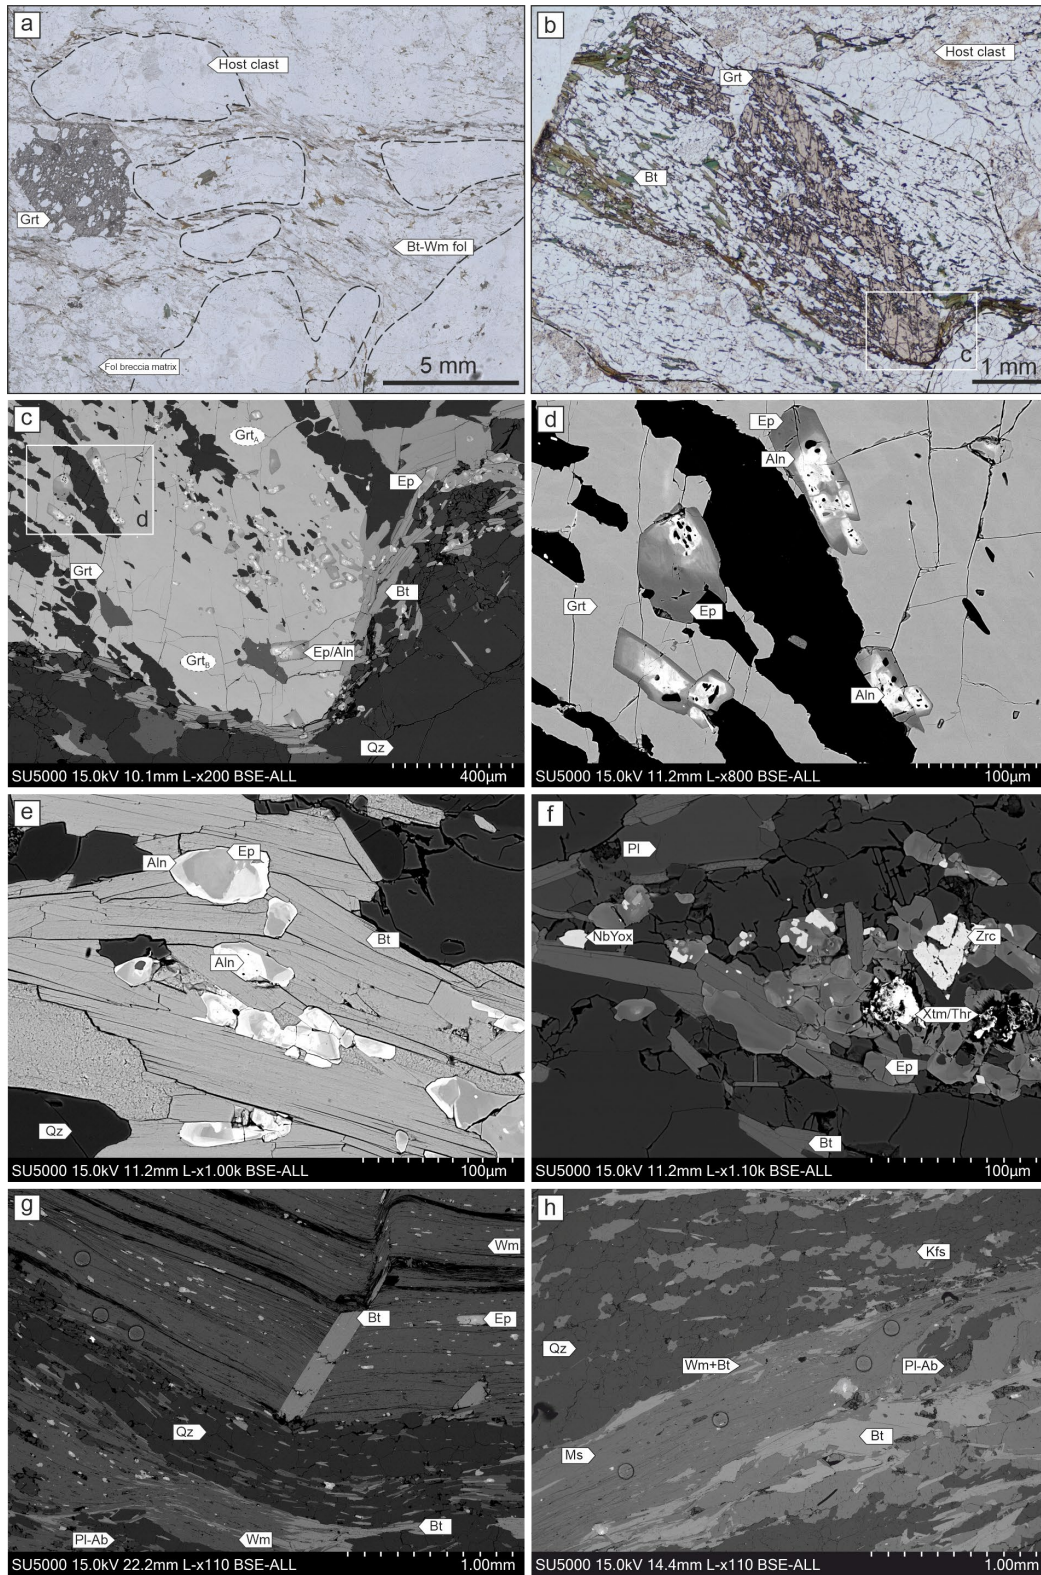 a
Host clast
Grt
Bt-Wm fol
Fol breccia matrix
5 mm
b
Host clast
Grt
Bt
c
1 mm
c
Grt_A
Ep
d
Grt
Bt
Ep/Aln
Grt_B
Qz
SU5000 15.0kV 10.1mm L-x200 BSE-ALL 400μm
d
Ep
Aln
Grt
Ep
Aln
SU5000 15.0kV 11.2mm L-x800 BSE-ALL 100μm
e
Ep
Aln
Bt
Aln
Qz
SU5000 15.0kV 11.2mm L-x1.00k BSE-ALL 100μm
f
Pl
NbYox
Zrc
Xtm/Thr
Ep
Bt
SU5000 15.0kV 11.2mm L-x1.10k BSE-ALL 100μm
g
Wm
Bt
Ep
Qz
Bt
Pl-Ab
Wm
SU5000 15.0kV 22.2mm L-x110 BSE-ALL 1.00mm
h
Kfs
Qz
Wm+Bt
Pl-Ab
Bt
Ms
SU5000 15.0kV 14.4mm L-x110 BSE-ALL 1.00mm